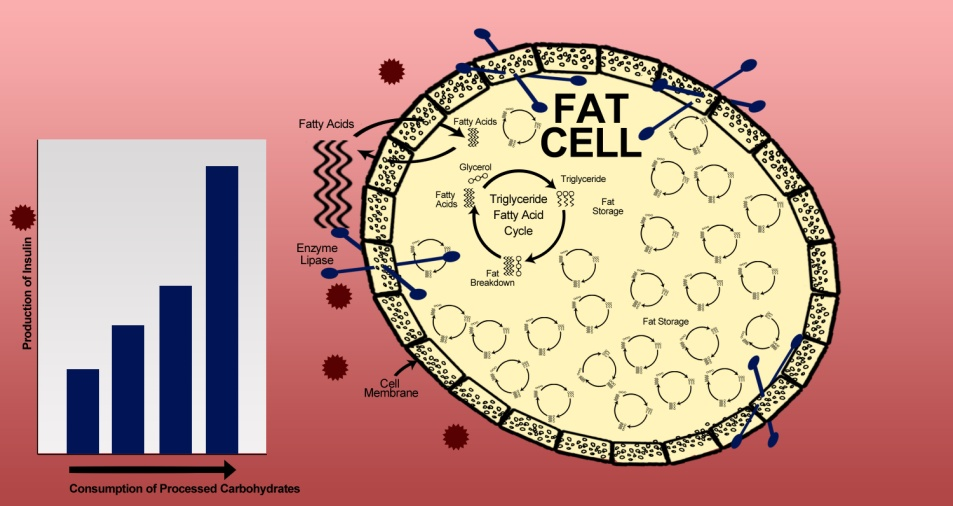 FAT
CELL
Fatty Acids
Fatty Acids
Glycerol
Triglyceride
Fatty
Acids
Triglyceride
Fatty Acid
Cycle
Fat
Storage
Fat
Breakdown
Enzyme
Lipase
Fat Storage
Cell
Membrane
Production of Insulin
Consumption of Processed Carbohydrates